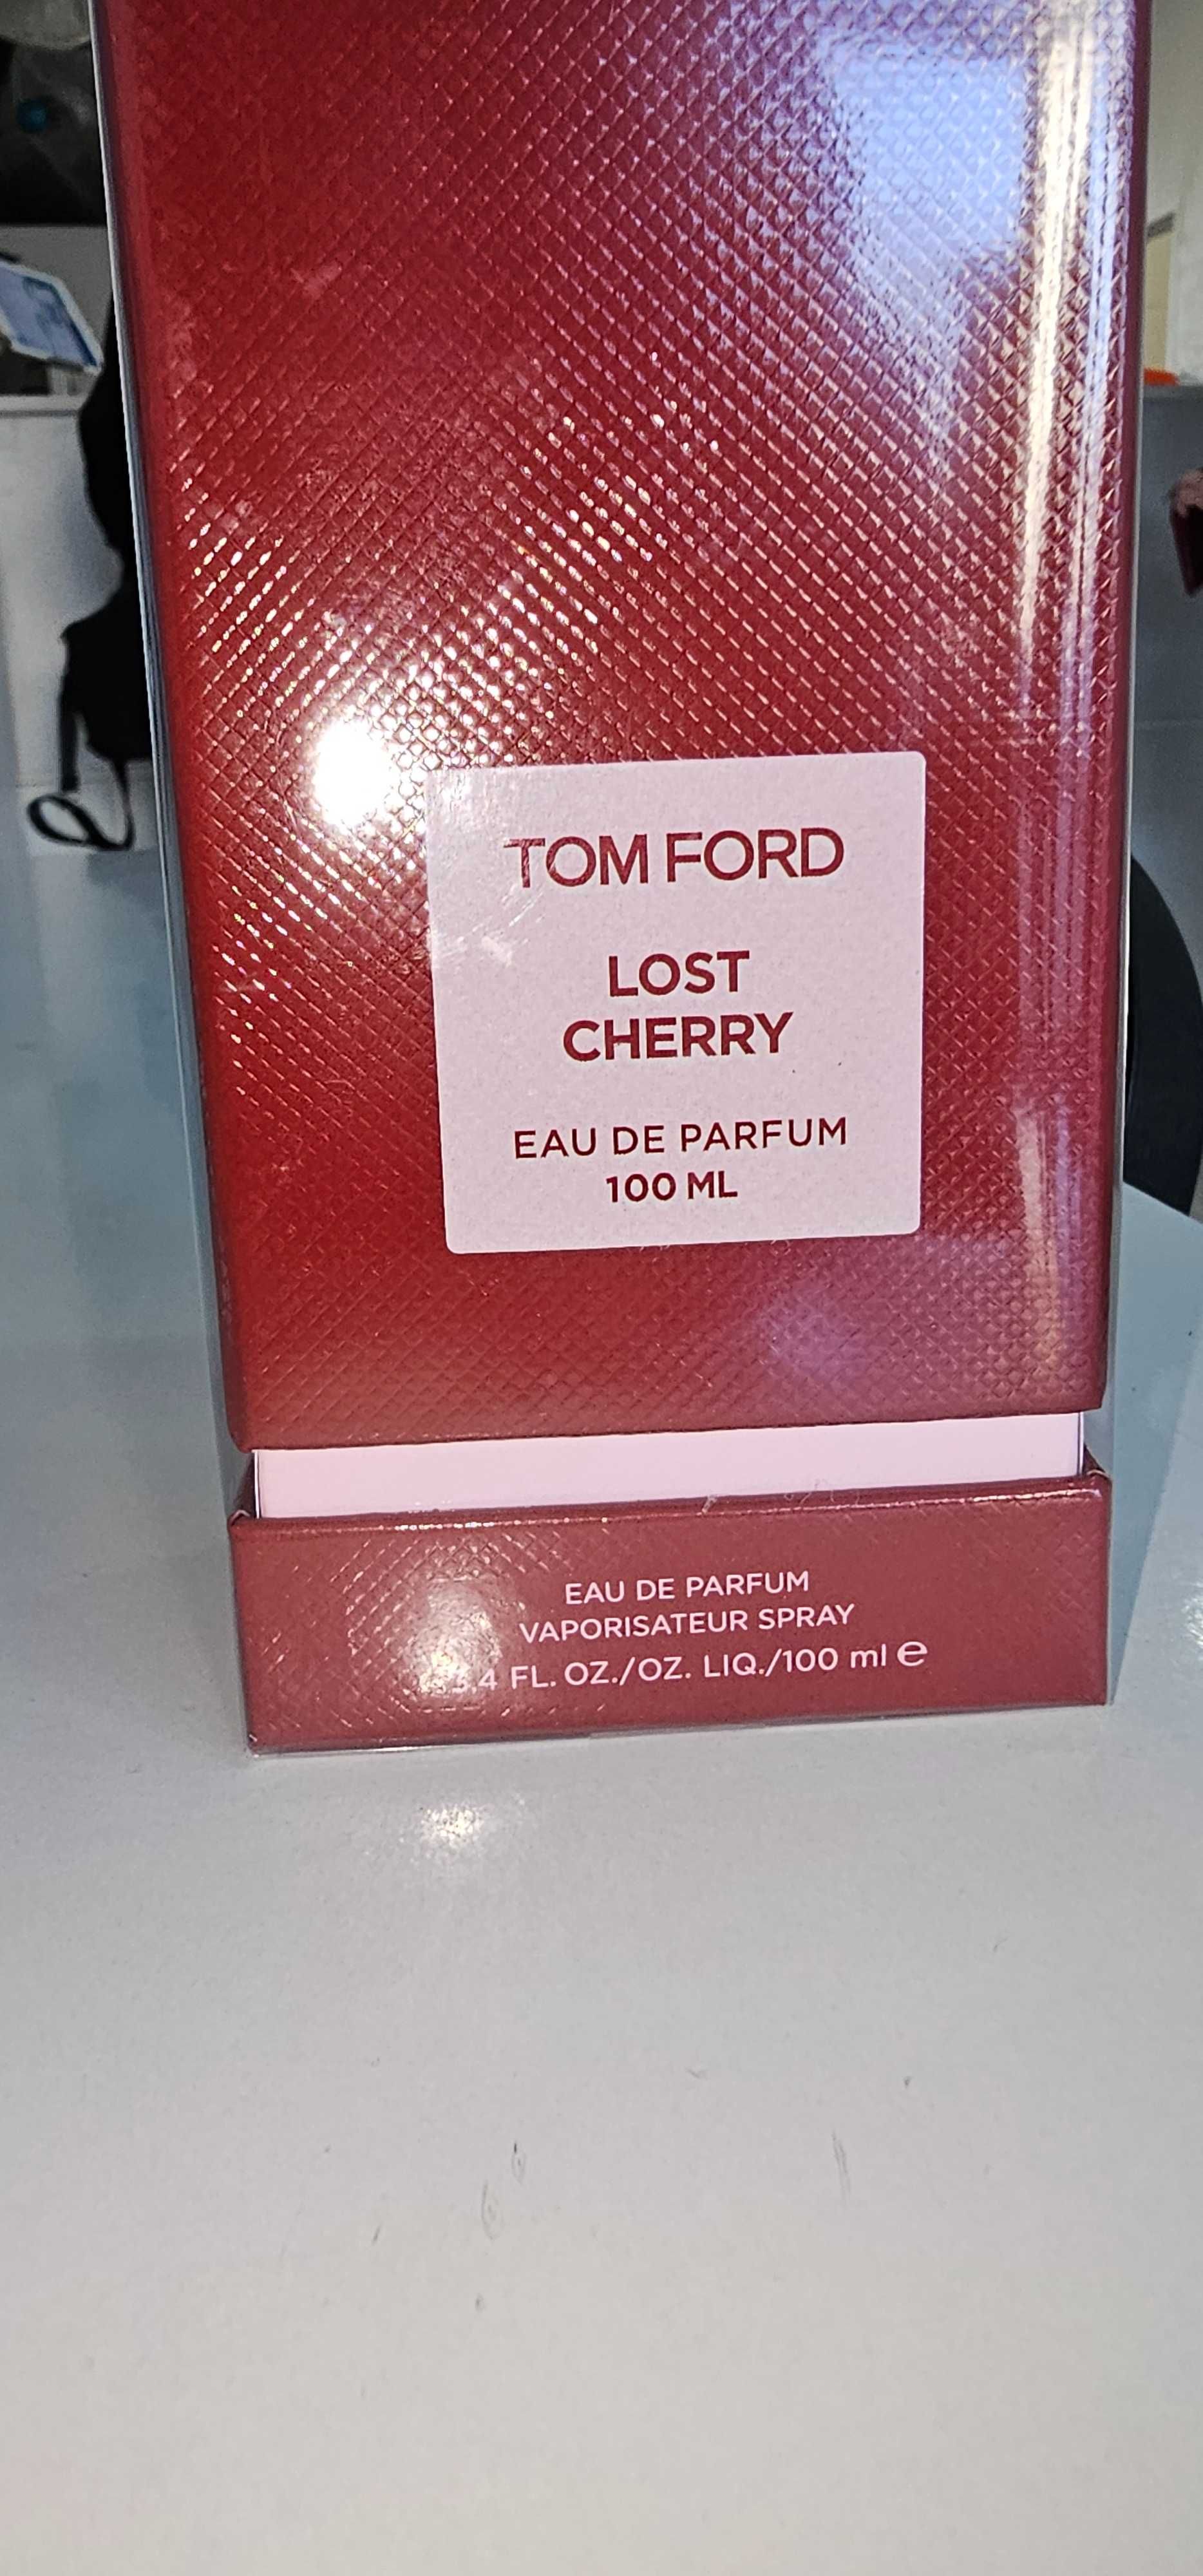 TOM FORD
LOST
CHERRY
EAU DE PARFUM
100 ML
EAU DE PARFUM
VAPORISATEUR SPRAY
3.4 FL. OZ./OZ. LIQ./100 ml ℮